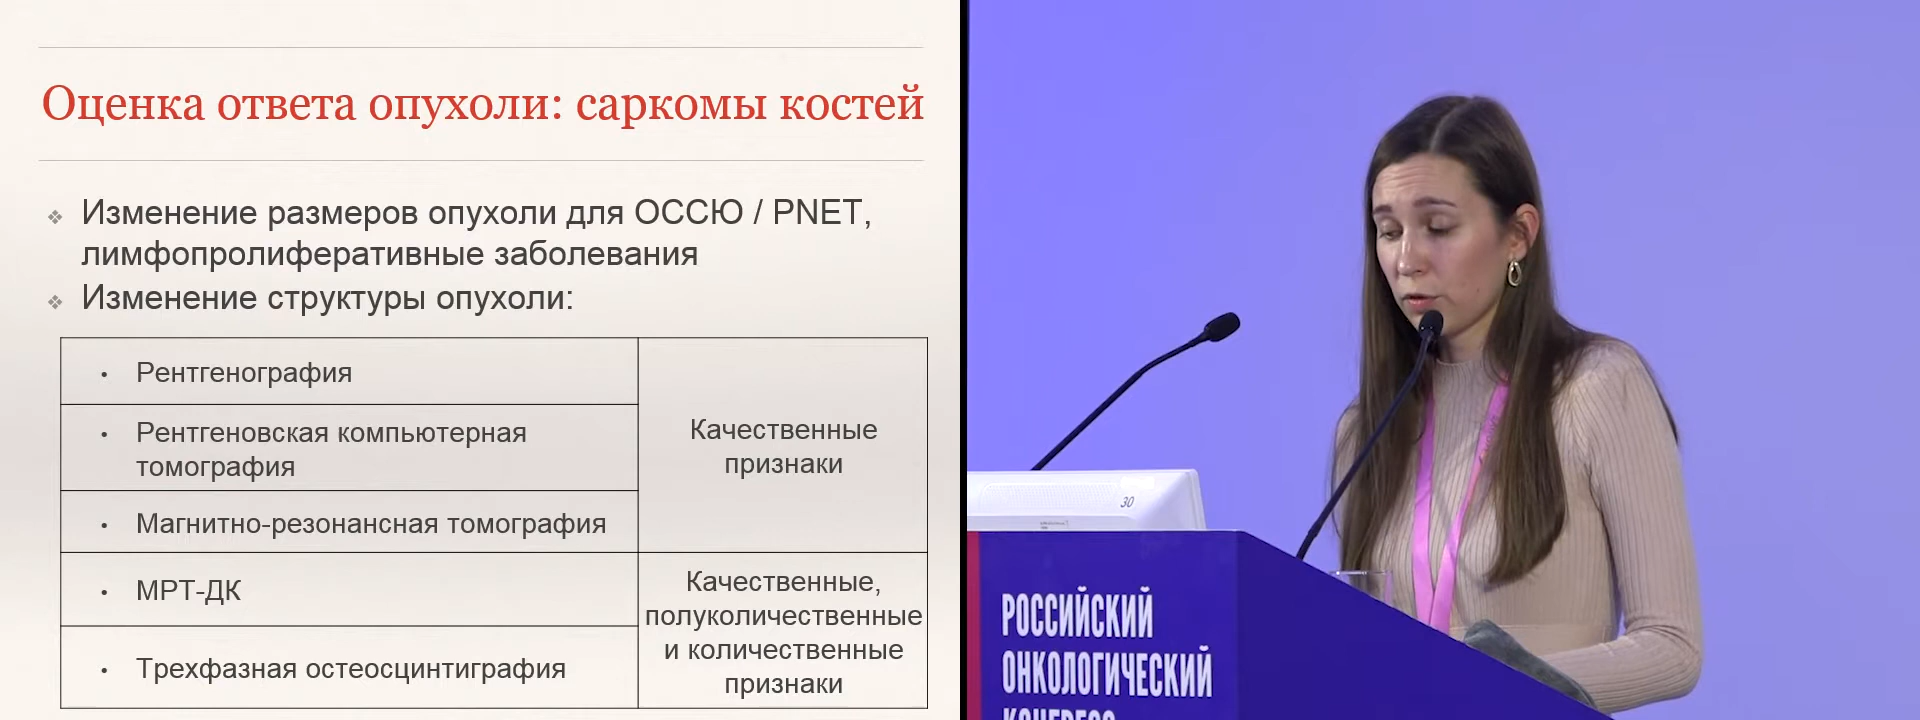 Оценка ответа опухоли: саркомы костей
Изменение размеров опухоли для ОССЮ / PNET,
лимфопролиферативные заболевания
Изменение структуры опухоли:
Рентгенография
Рентгеновская компьютерная
томография
Магнитно-резонансная томография
Качественные
признаки
МРТ-ДК
Трехфазная остеосцинтиграфия
Качественные,
полуколичественные
и количественные
признаки
30
РОССИЙСКИЙ
ОНКОЛОГИЧЕСКИЙ
КОНГРЕСС